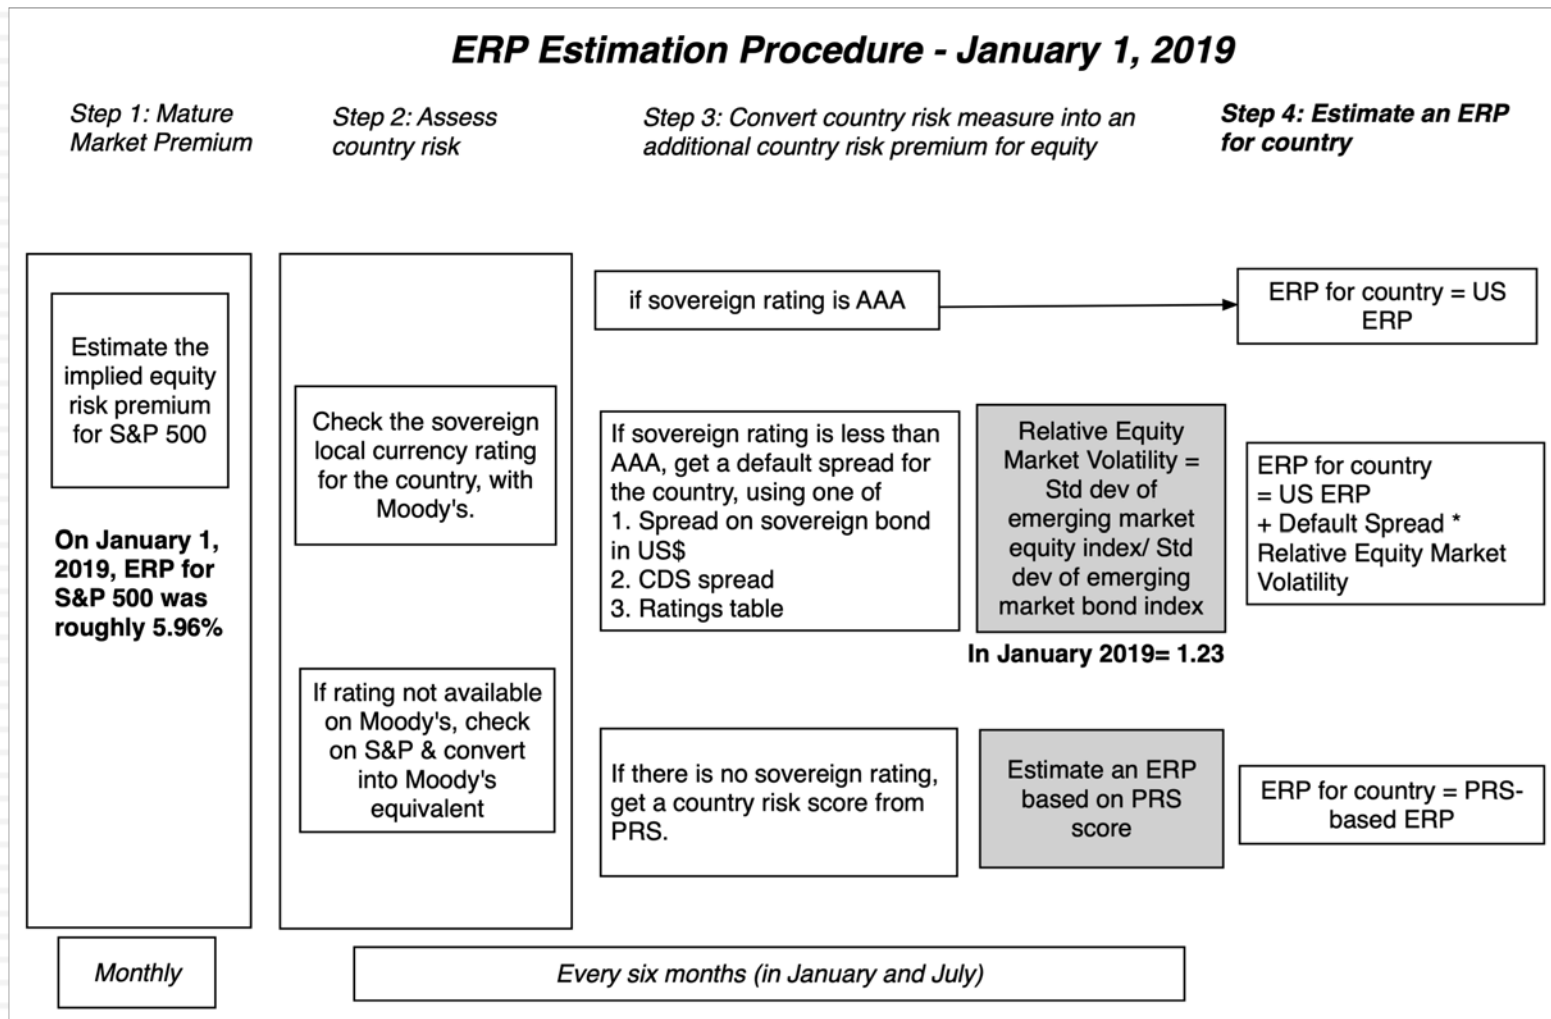 ERP Estimation Procedure - January 1, 2019
Step 1: Mature
Market Premium
Step 2: Assess
country risk
Step 3: Convert country risk measure into an
additional country risk premium for equity
Step 4: Estimate an ERP
for country
Estimate the
implied equity
risk premium
for S&P 500
On January 1,
2019, ERP for
S&P 500 was
roughly 5.96%
Check the sovereign
local currency rating
for the country, with
Moody's.
If rating not available
on Moody's, check
on S&P & convert
into Moody's
equivalent
if sovereign rating is AAA
ERP for country = US
ERP
If sovereign rating is less than
AAA, get a default spread for
the country, using one of
1. Spread on sovereign bond
in US$
2. CDS spread
3. Ratings table
Relative Equity
Market Volatility =
Std dev of
emerging market
equity index/ Std
dev of emerging
market bond index
In January 2019= 1.23
ERP for country
= US ERP
+ Default Spread *
Relative Equity Market
Volatility
If there is no sovereign rating,
get a country risk score from
PRS.
Estimate an ERP
based on PRS
score
ERP for country = PRS-
based ERP
Monthly
Every six months (in January and July)